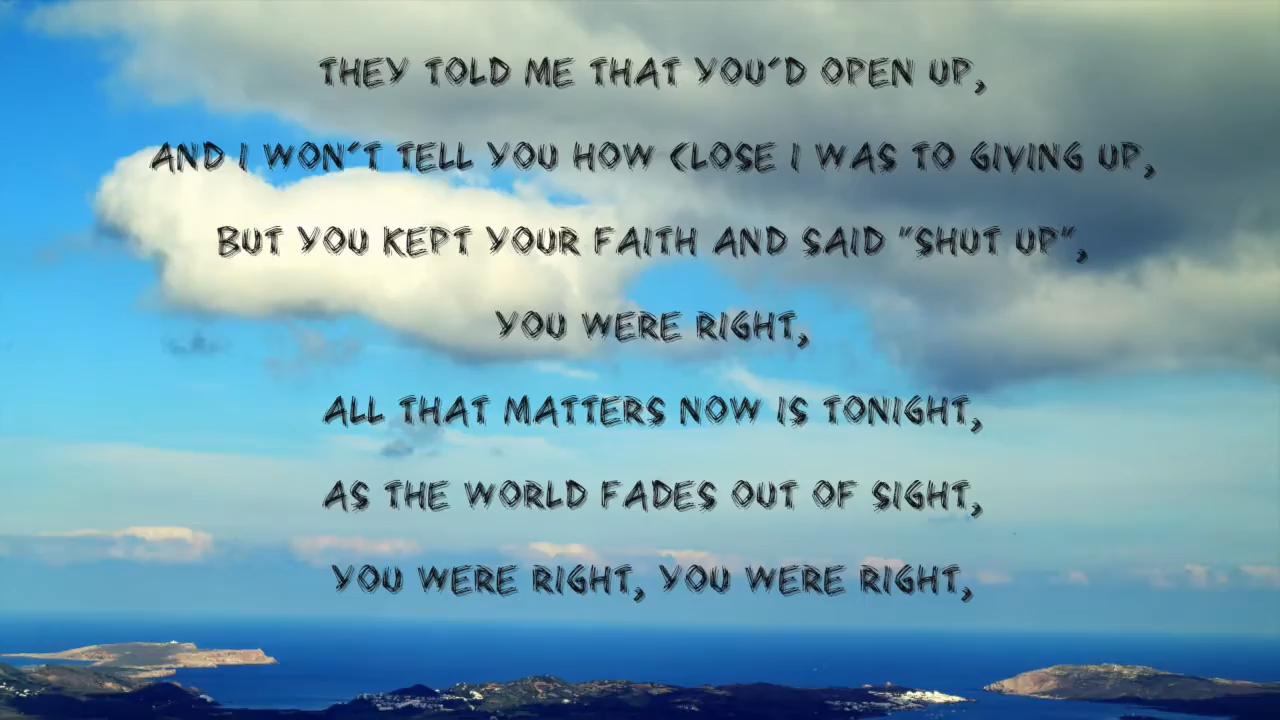 THEY TOLD ME THAT YOU'D OPEN UP,
AND I WON'T TELL YOU HOW CLOSE I WAS TO GIVING UP,
BUT YOU KEPT YOUR FAITH AND SAID "SHUT UP",
YOU WERE RIGHT,
ALL THAT MATTERS NOW IS TONIGHT,
AS THE WORLD FADES OUT OF SIGHT,
YOU WERE RIGHT, YOU WERE RIGHT,